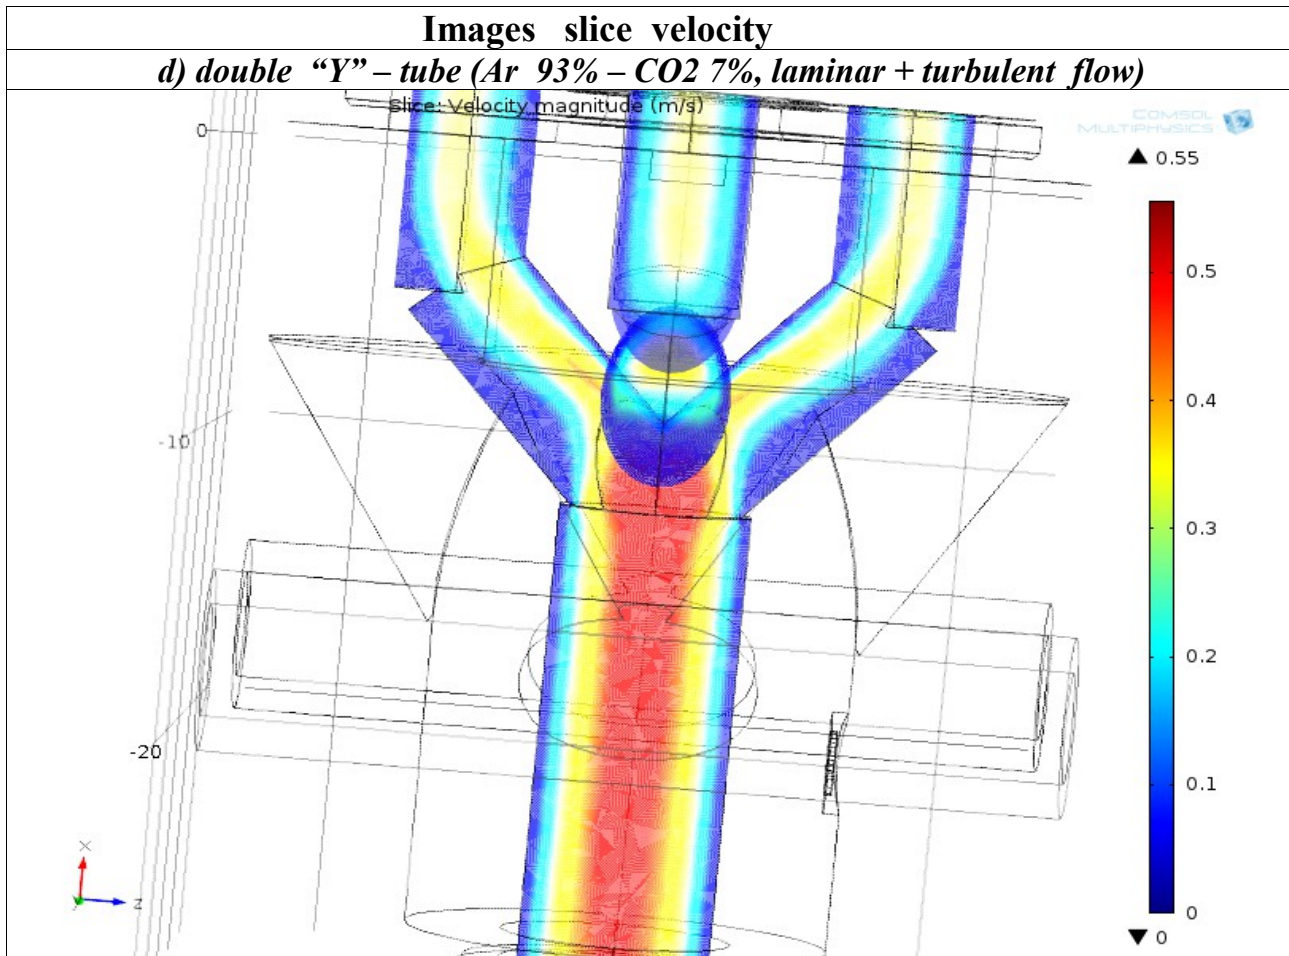 Images slice velocity
d) double “Y” – tube (Ar 93% – CO2 7%, laminar + turbulent flow)
Slice: Velocity magnitude (m/s)
COMSOL
MULTIPHYSICS
0
-10
-20
▲ 0.55
0.5
0.4
0.3
0.2
0.1
0
▼ 0
x
y
z